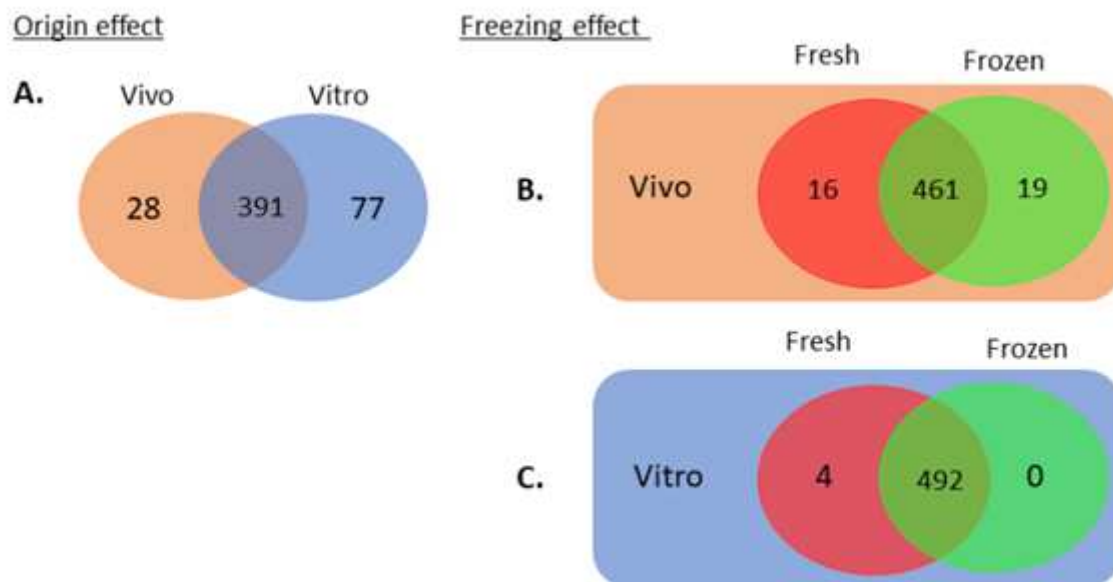 Origin effect
Freezing effect
A.
Vivo
Vitro
28
391
77
B.
Fresh
Frozen
Vivo
16
461
19
C.
Fresh
Frozen
Vitro
4
492
0